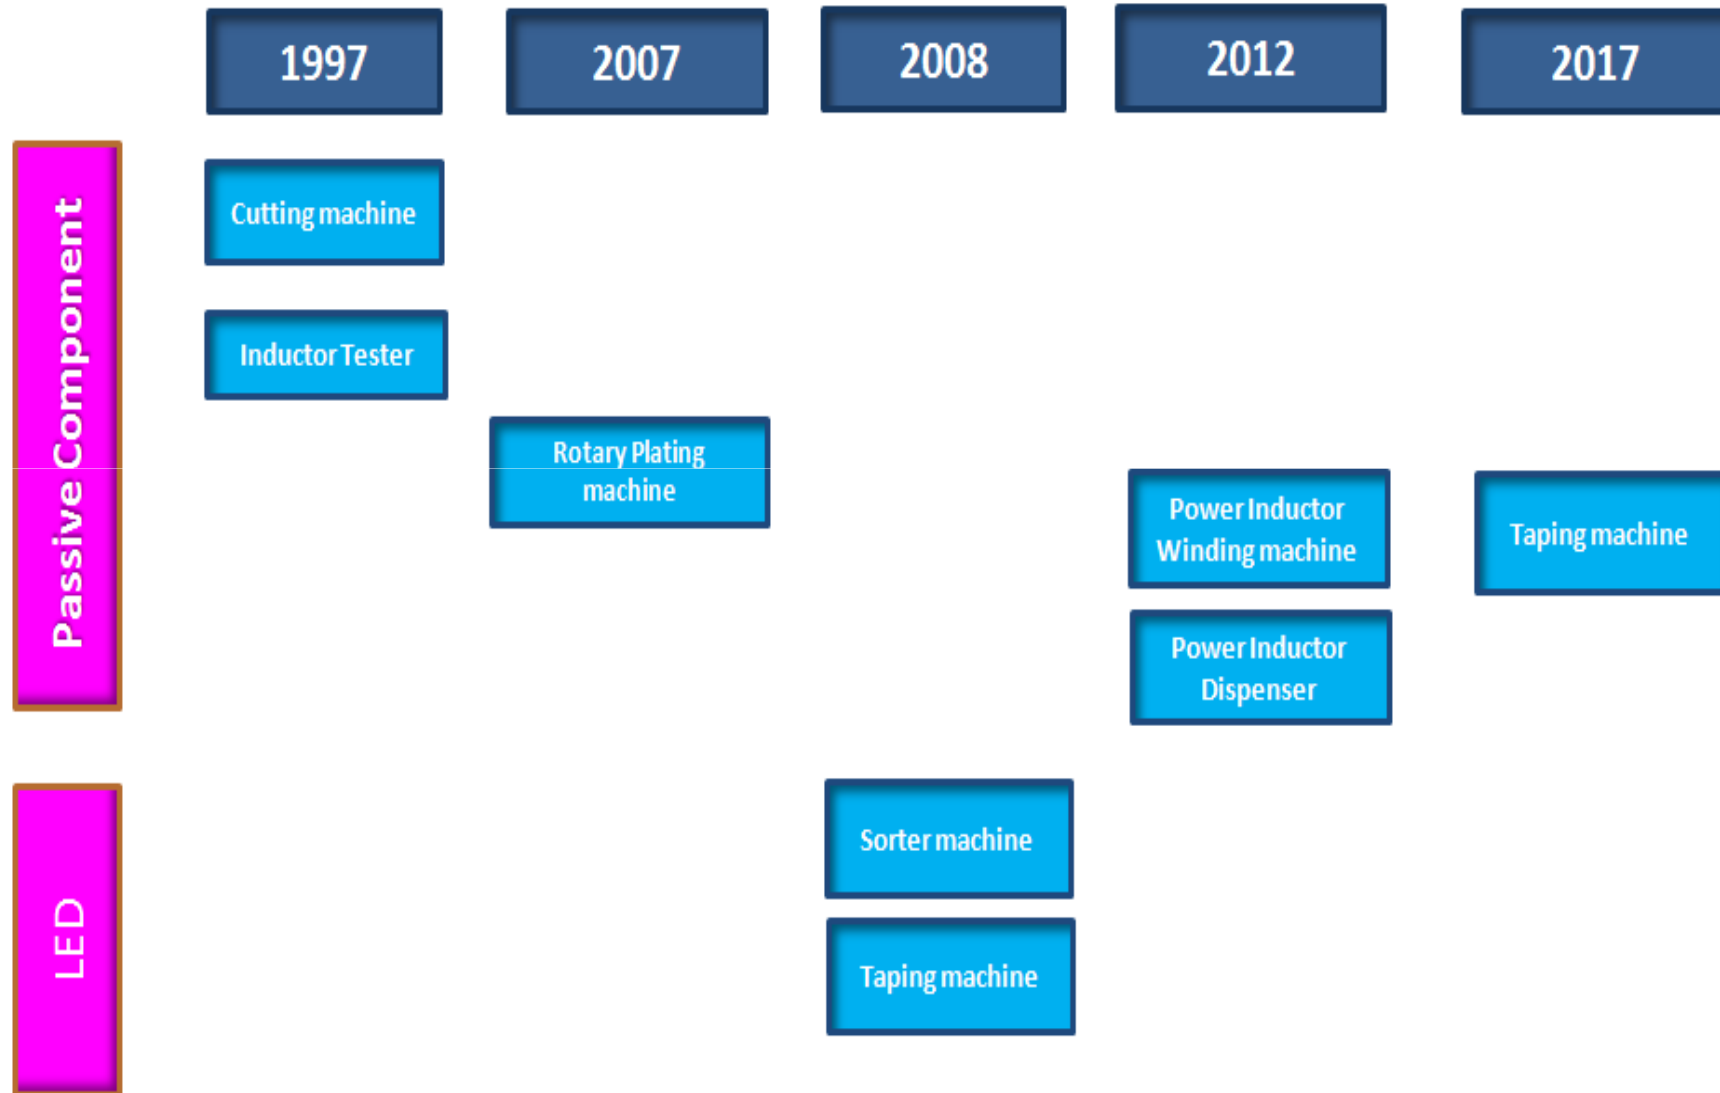 1997
2007
2008
2012
2017
Passive Component
Cutting machine
Inductor Tester
Rotary Plating
machine
Power Inductor
Winding machine
Taping machine
Power Inductor
Dispenser
LED
Sorter machine
Taping machine